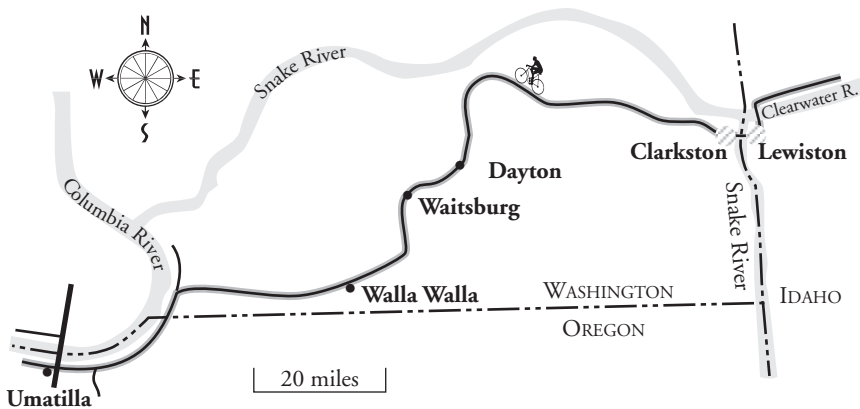 N
W
E
S
Snake River
Clearwater R.
Clarkston
Lewiston
Dayton
Waitsburg
Columbia River
Snake River
Walla Walla
WASHINGTON
IDAHO
OREGON
20 miles
Umatilla